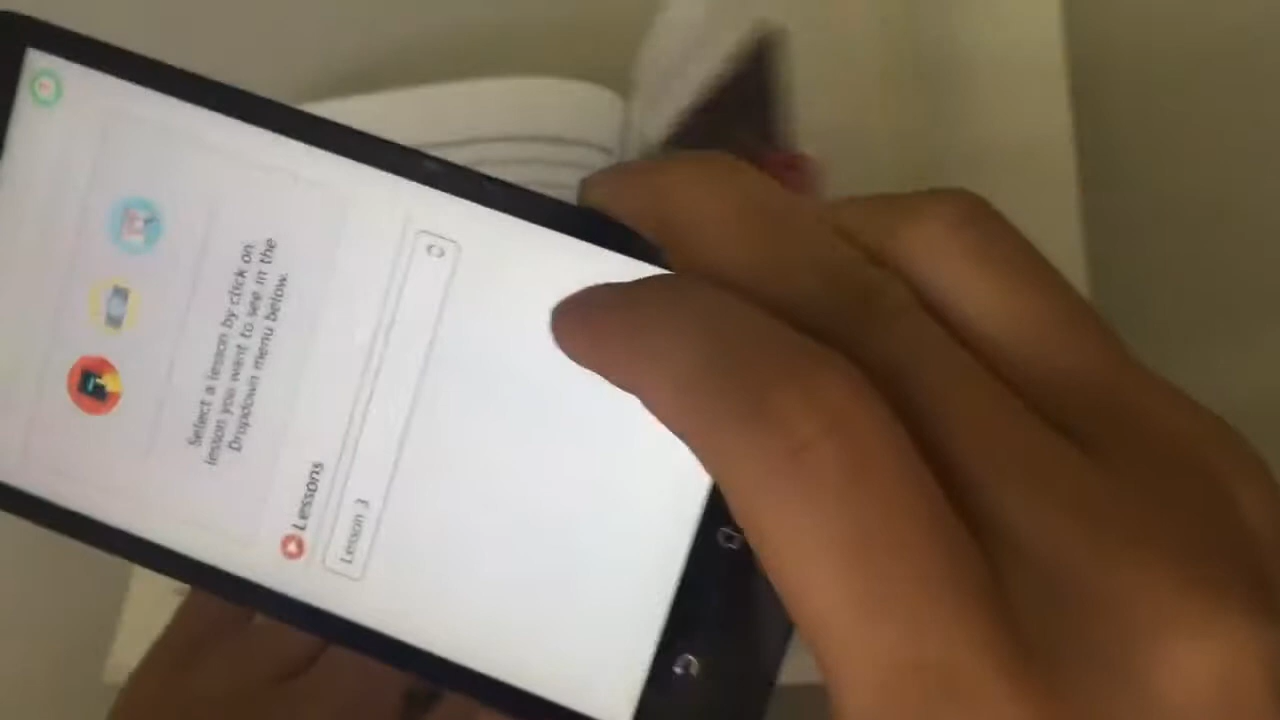 Select a lesson by click on
lesson you want to see in the
Dropdown menu below.
Lessons
Lesson 3